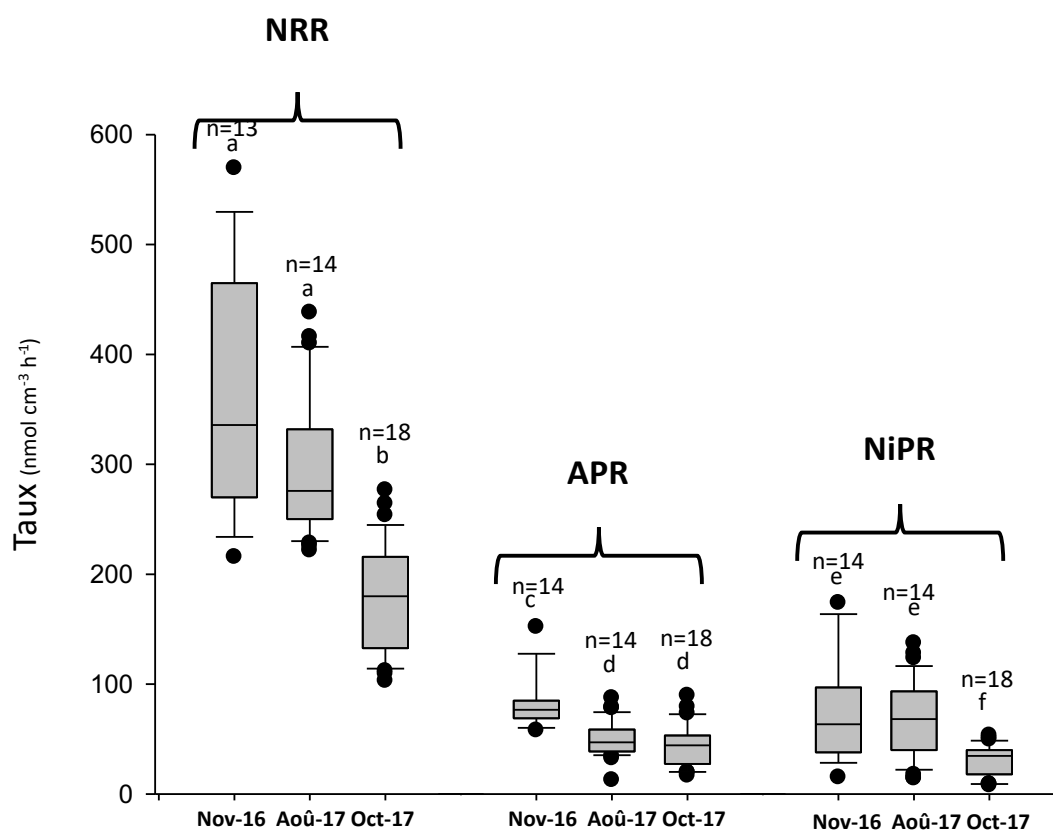 NRR
600
n=13
a
500
n=14
a
400
n=18
b
300
APR
NiPR
200
n=14
c
n=14
d
n=18
d
n=14
e
n=14
e
n=18
f
100
0
Taux (nmol cm⁻³ h⁻¹)
Nov-16 Aoû-17 Oct-17 Nov-16 Aoû-17 Oct-17 Nov-16 Aoû-17 Oct-17